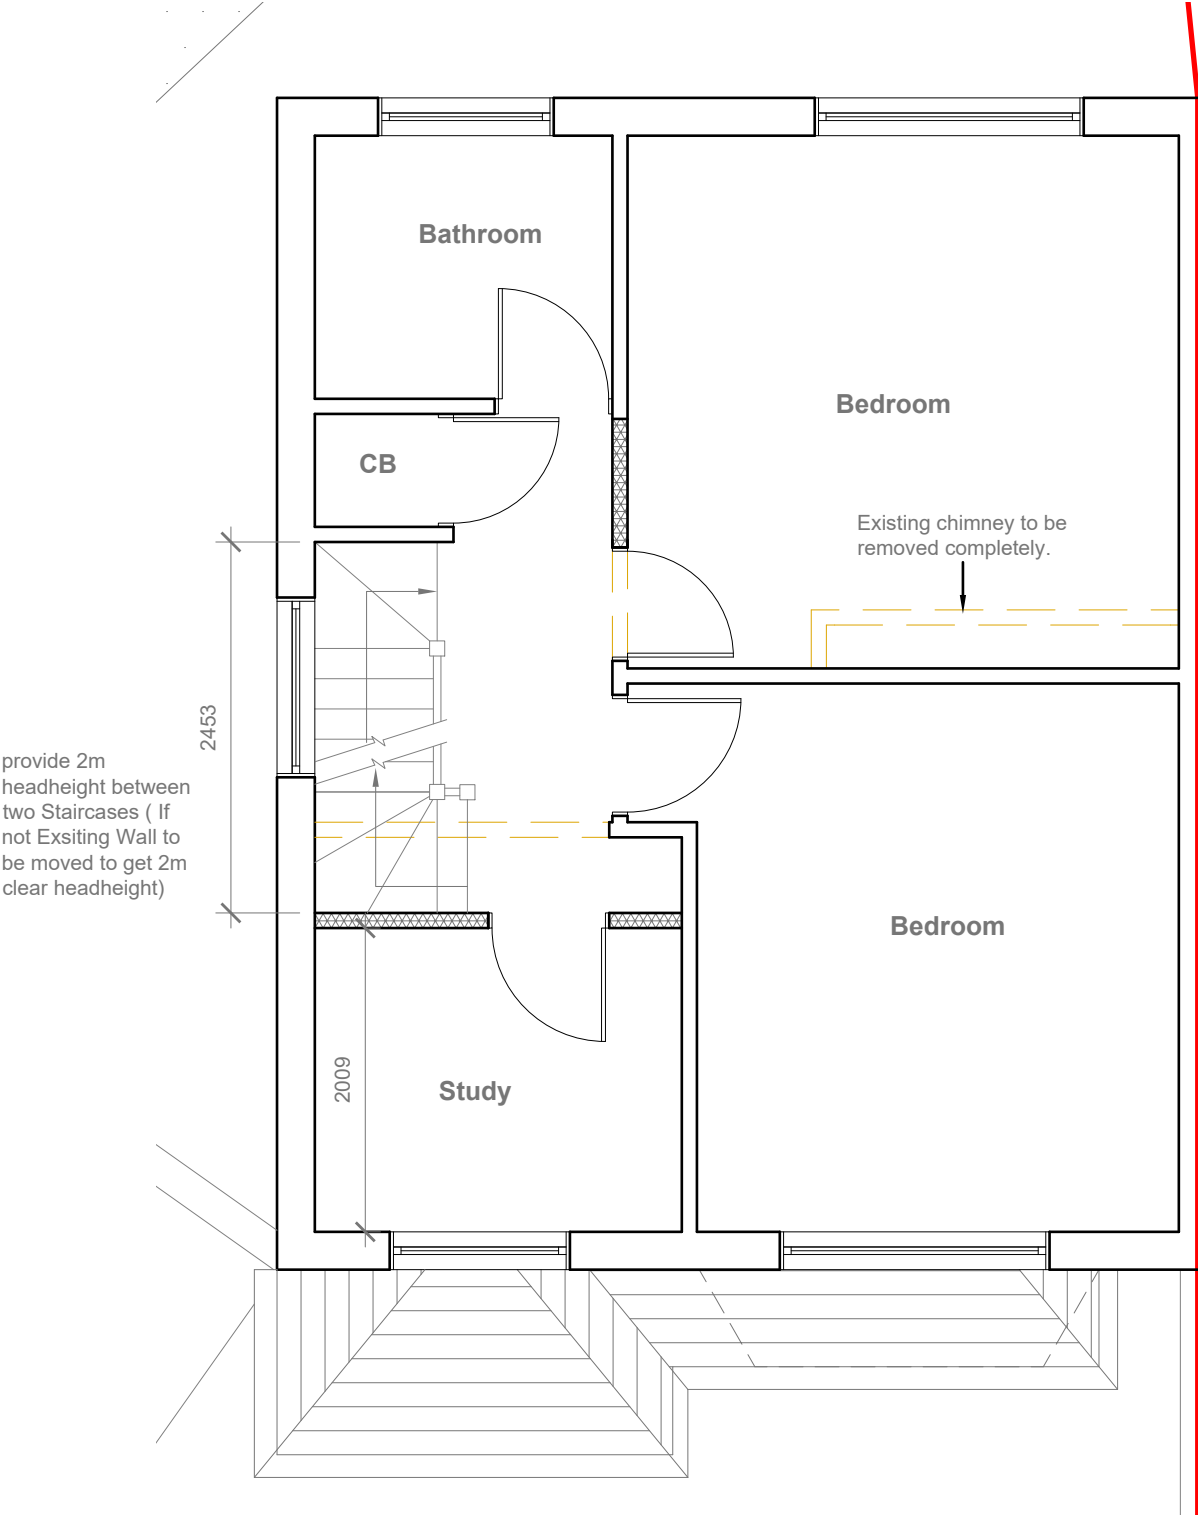 Bathroom
Bedroom
CB
Existing chimney to be
removed completely.
2453
provide 2m
headheight between
two Staircases ( If
not Exsiting Wall to
be moved to get 2m
clear headheight)
Bedroom
2009
Study